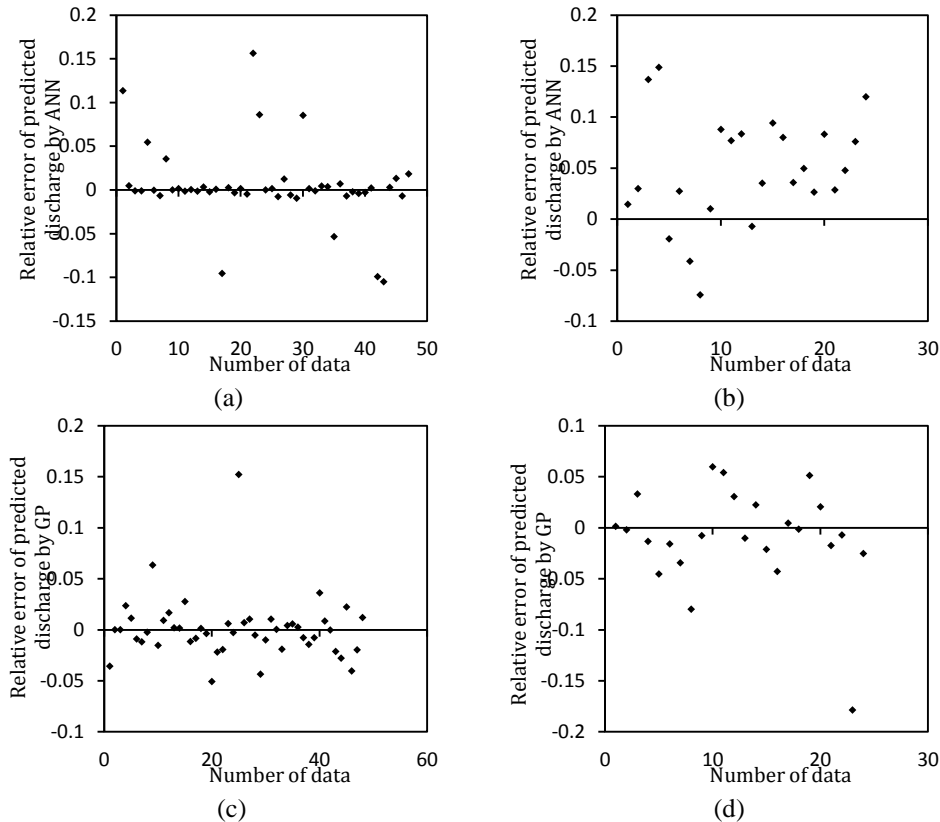 Relative error of predicted
discharge by ANN
0.2
0.15
0.1
0.05
0
-0.05
-0.1
-0.15
0 10 20 30 40 50
Number of data
(a)
Relative error of predicted
discharge by ANN
0.2
0.15
0.1
0.05
0
-0.05
-0.1
0 10 20 30
Number of data
(b)
Relative error of predicted
discharge by GP
0.2
0.15
0.1
0.05
0
-0.05
-0.1
0 20 40 60
Number of data
(c)
Relative error of predicted
discharge by GP
0.1
0.05
0
-0.05
-0.1
-0.15
-0.2
0 10 20 30
Number of data
(d)